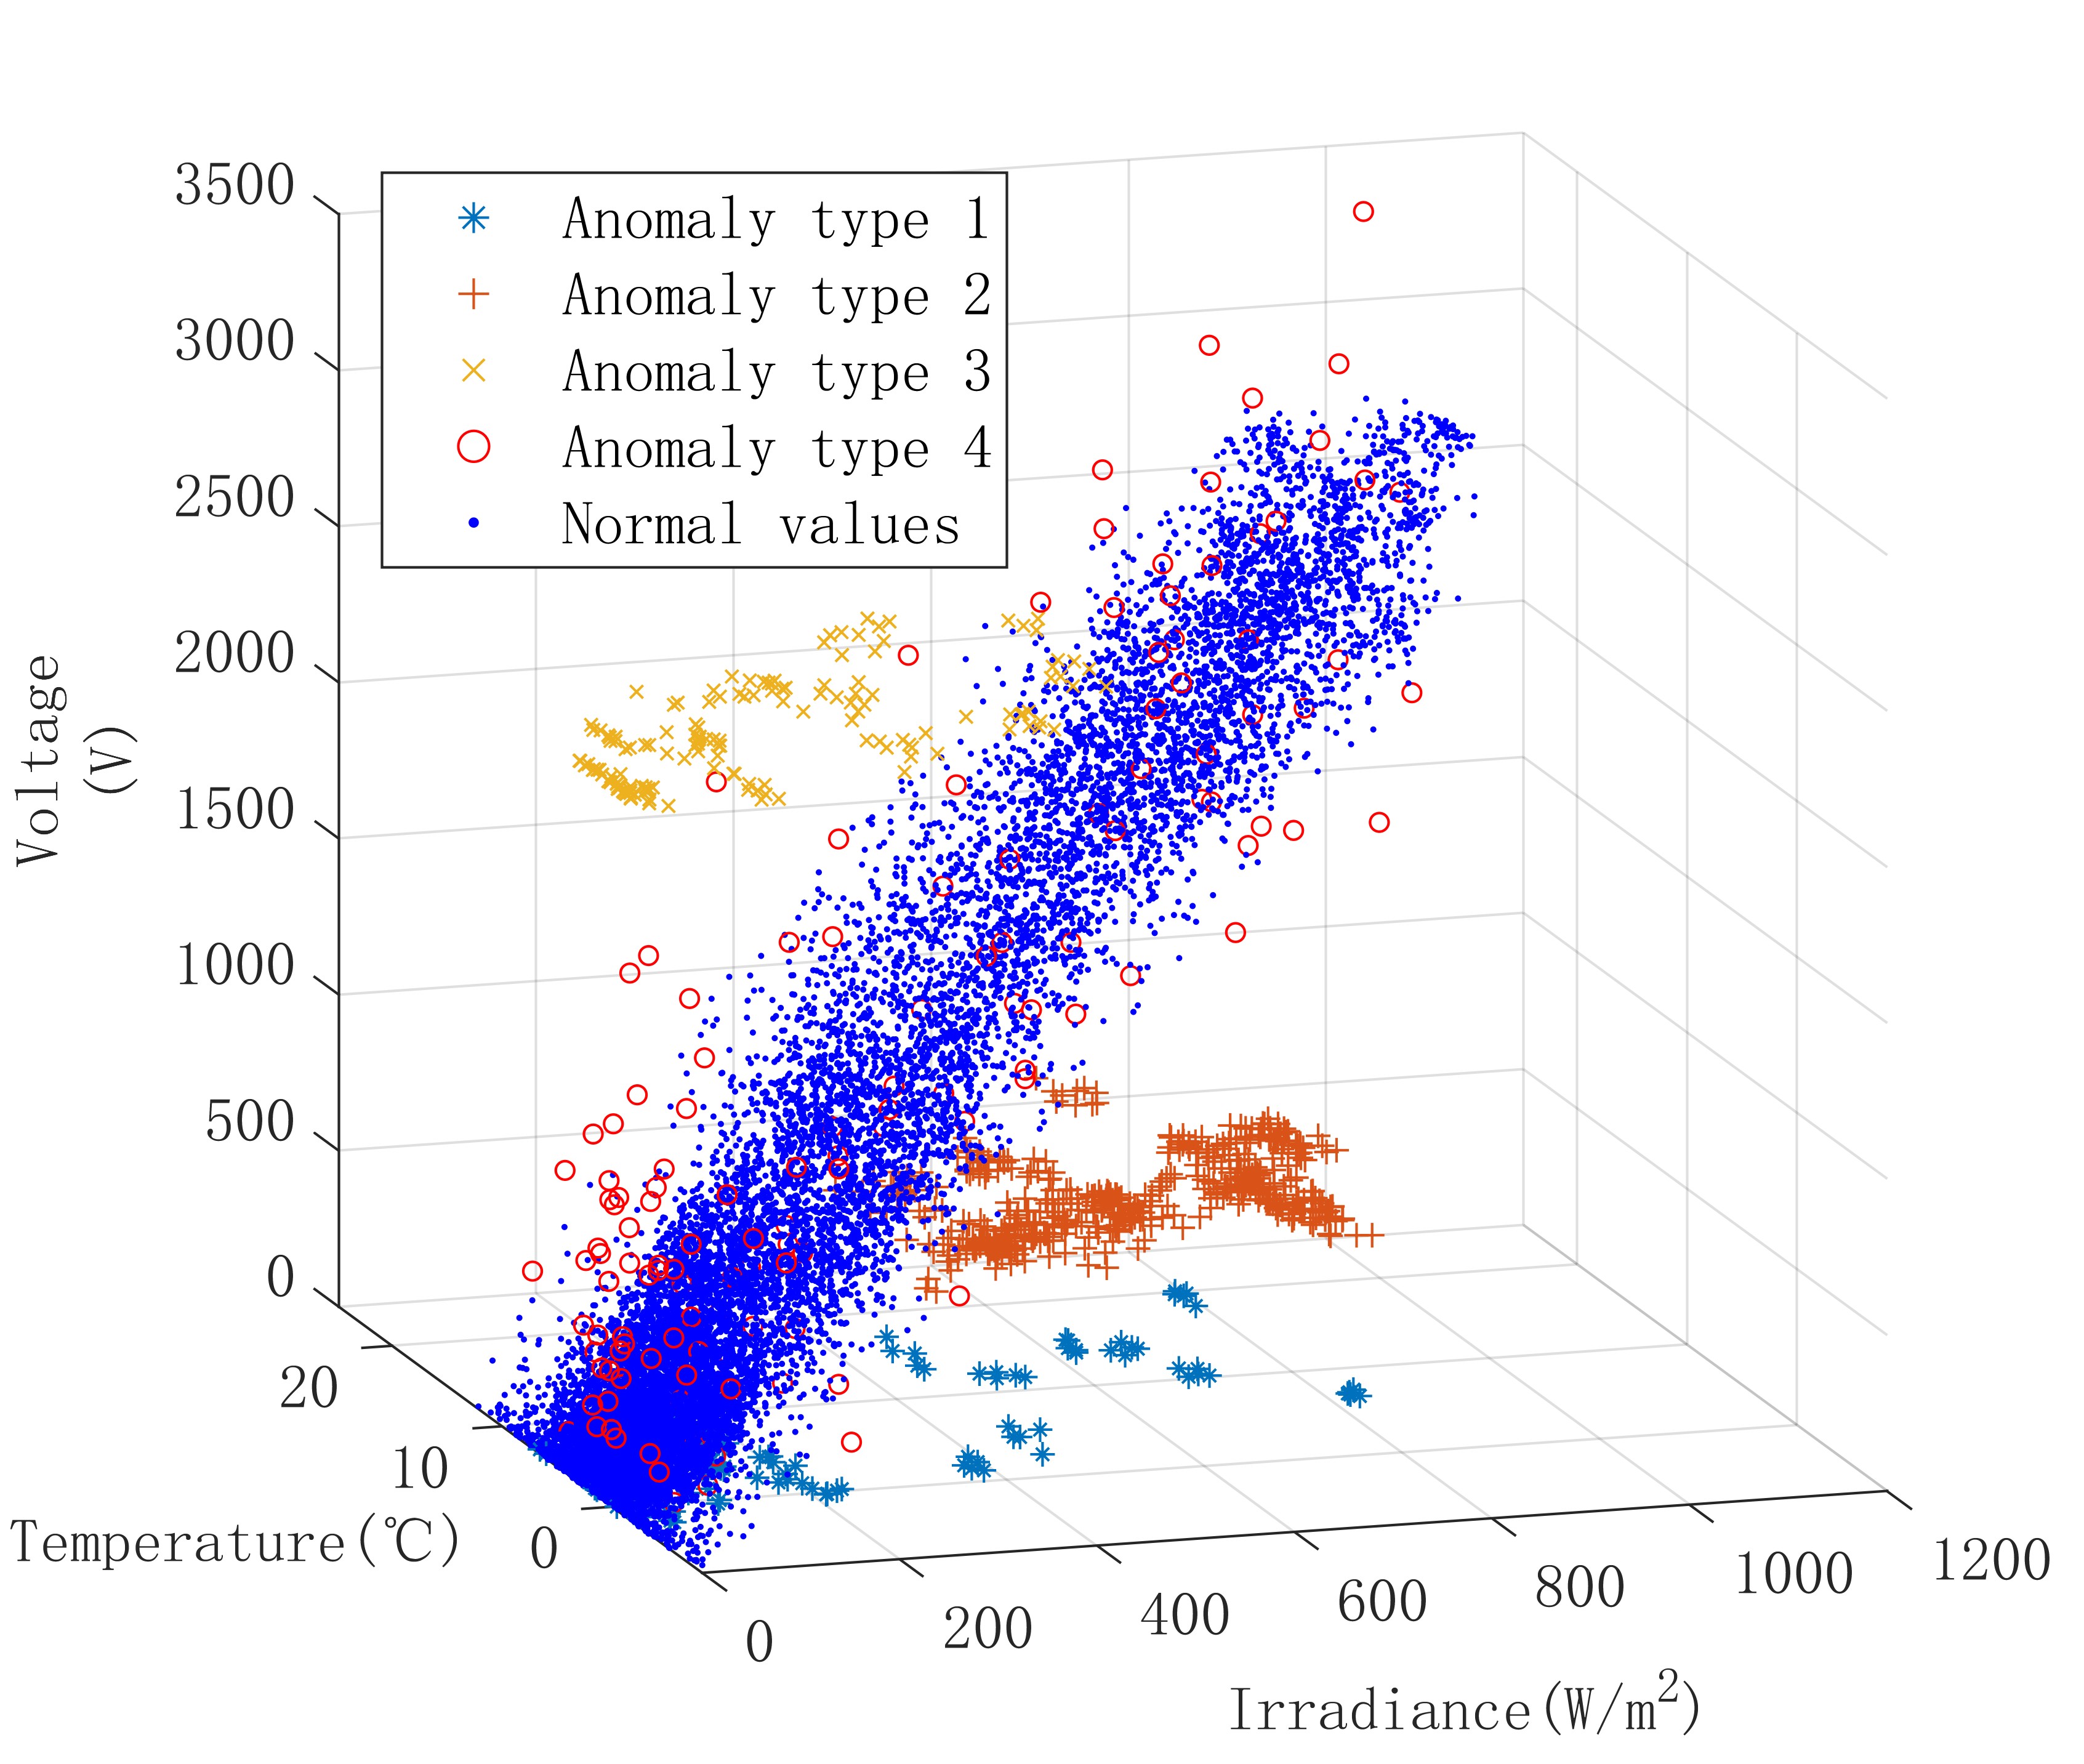 3500
3000
2500
2000
1500
1000
500
0
Voltage
(V)
Anomaly type 1
Anomaly type 2
Anomaly type 3
Anomaly type 4
Normal values
20
10
0
Temperature(℃)
0
200
400
600
800
1000
1200
Irradiance(W/m²)